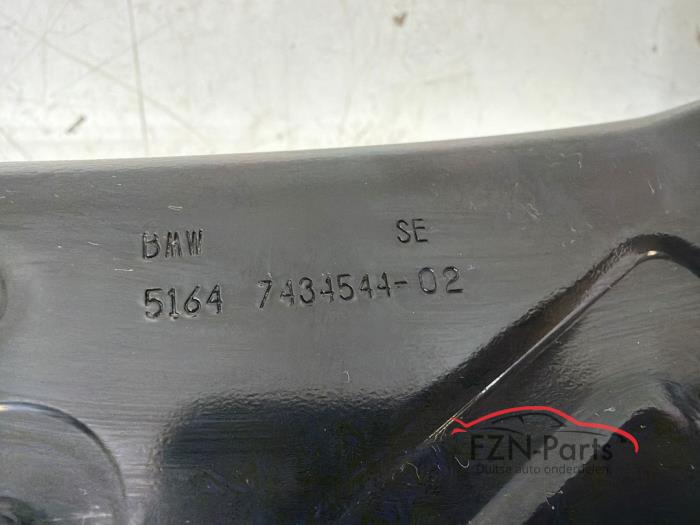 BMW SE
5164 7434544-02
FZN-Parts
Duitse auto onderdelen